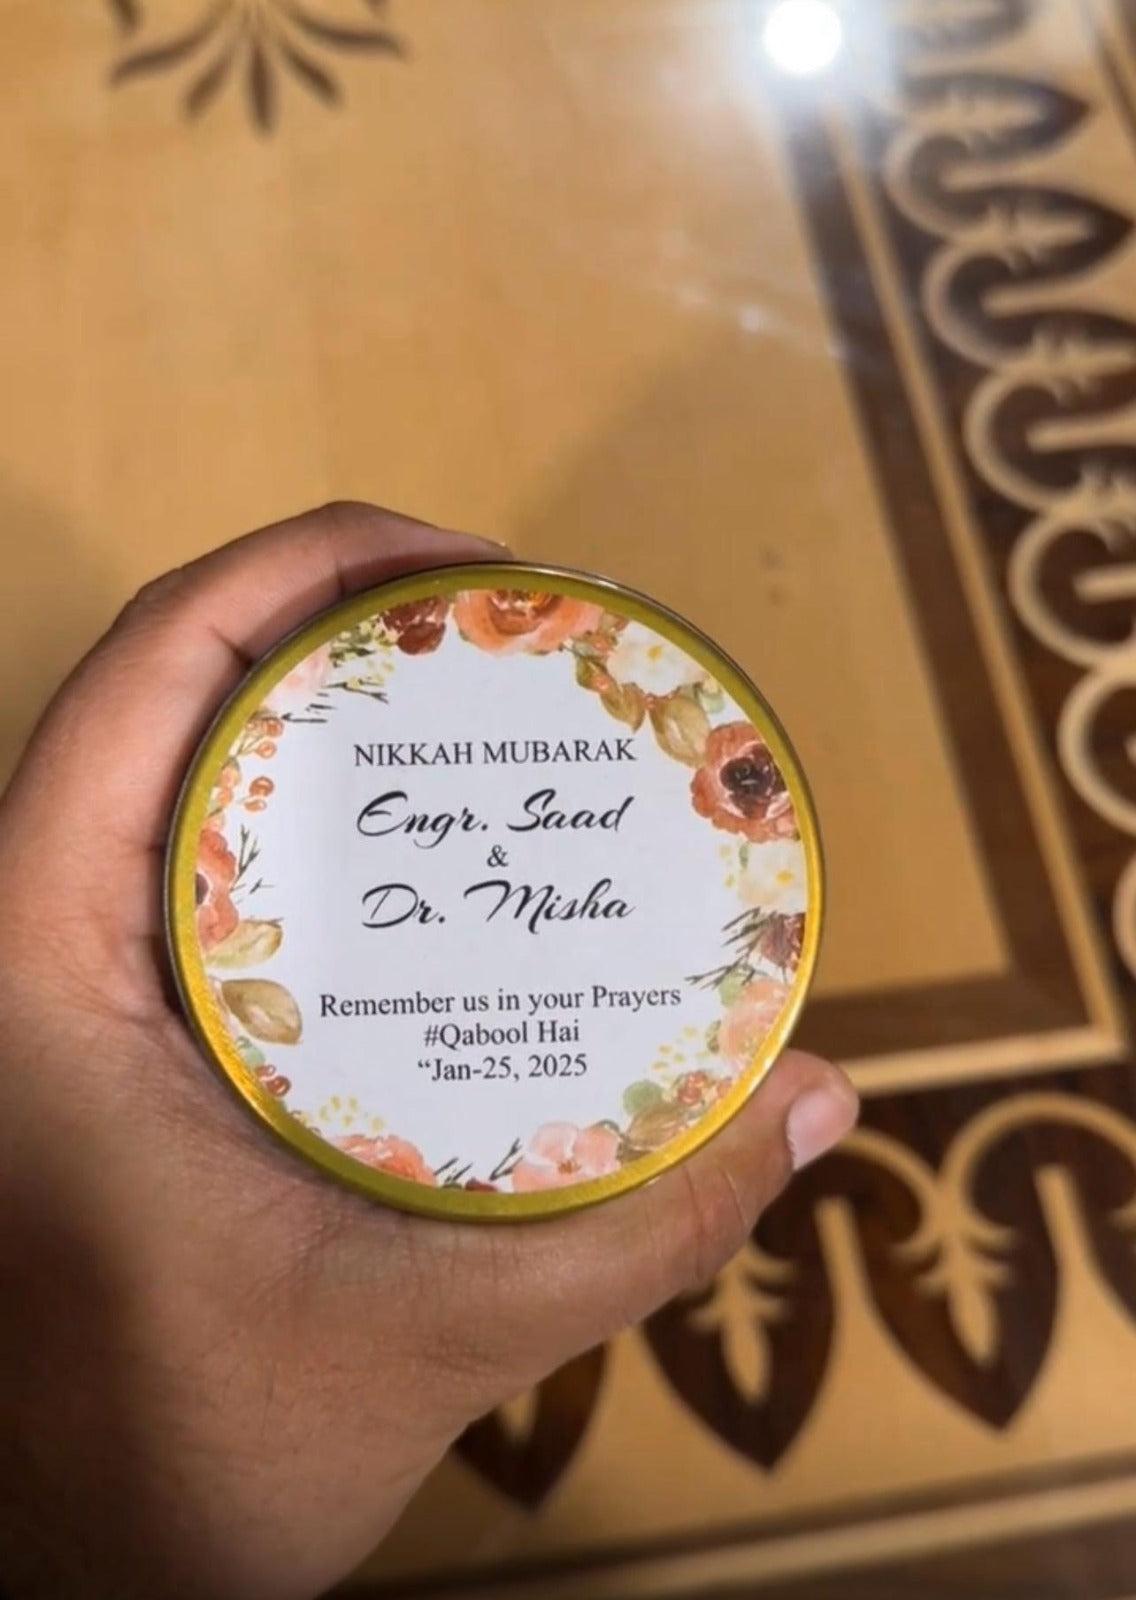 NIKKAH MUBARAK
Engr. Saad
&
Dr. Misha
Remember us in your Prayers
#Qabool Hai
“Jan-25, 2025